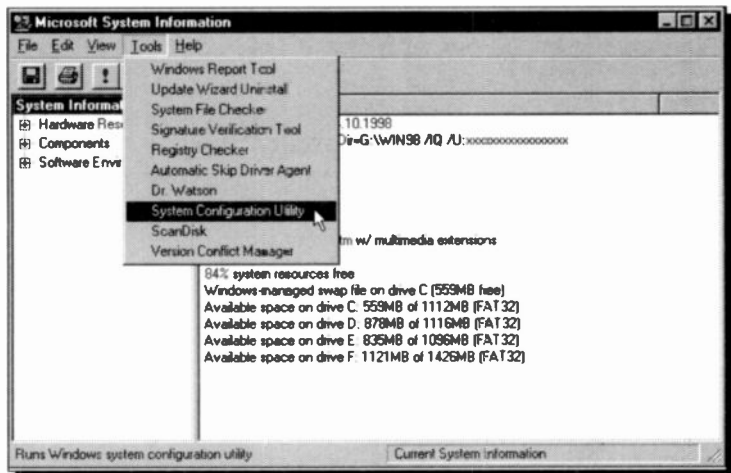 Microsoft System Information
File Edit View Tools Help
Windows Report Tool
Update Wizard Uninstall
System File Checker
Signature Verification Tool
Registry Checker
Automatic Skip Driver Agent
Dr. Watson
System Configuration Utility
ScanDisk
Version Conflict Manager
System Informat
Hardware Reso
Components
Software Envir
.10.1998
Dir=G:\WIN98 /IQ /U:xxxxxxxxxxxxxxxxx
tm w/ multimedia extensions
84% system resources free
Windows-managed swap file on drive C (559MB free)
Available space on drive C: 559MB of 1112MB (FAT32)
Available space on drive D: 878MB of 1116MB (FAT32)
Available space on drive E: 835MB of 1096MB (FAT32)
Available space on drive F: 1121MB of 1426MB (FAT32)
Runs Windows system configuration utility
Current System Information